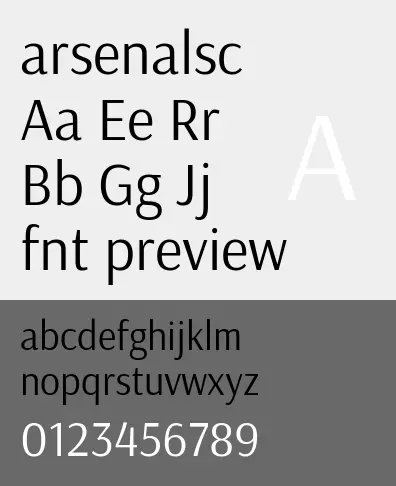 arsenalsc
Aa Ee Rr
A
Bb Gg Jj
fnt preview
abcdefghijklm
nopqrstuvwxyz
0123456789